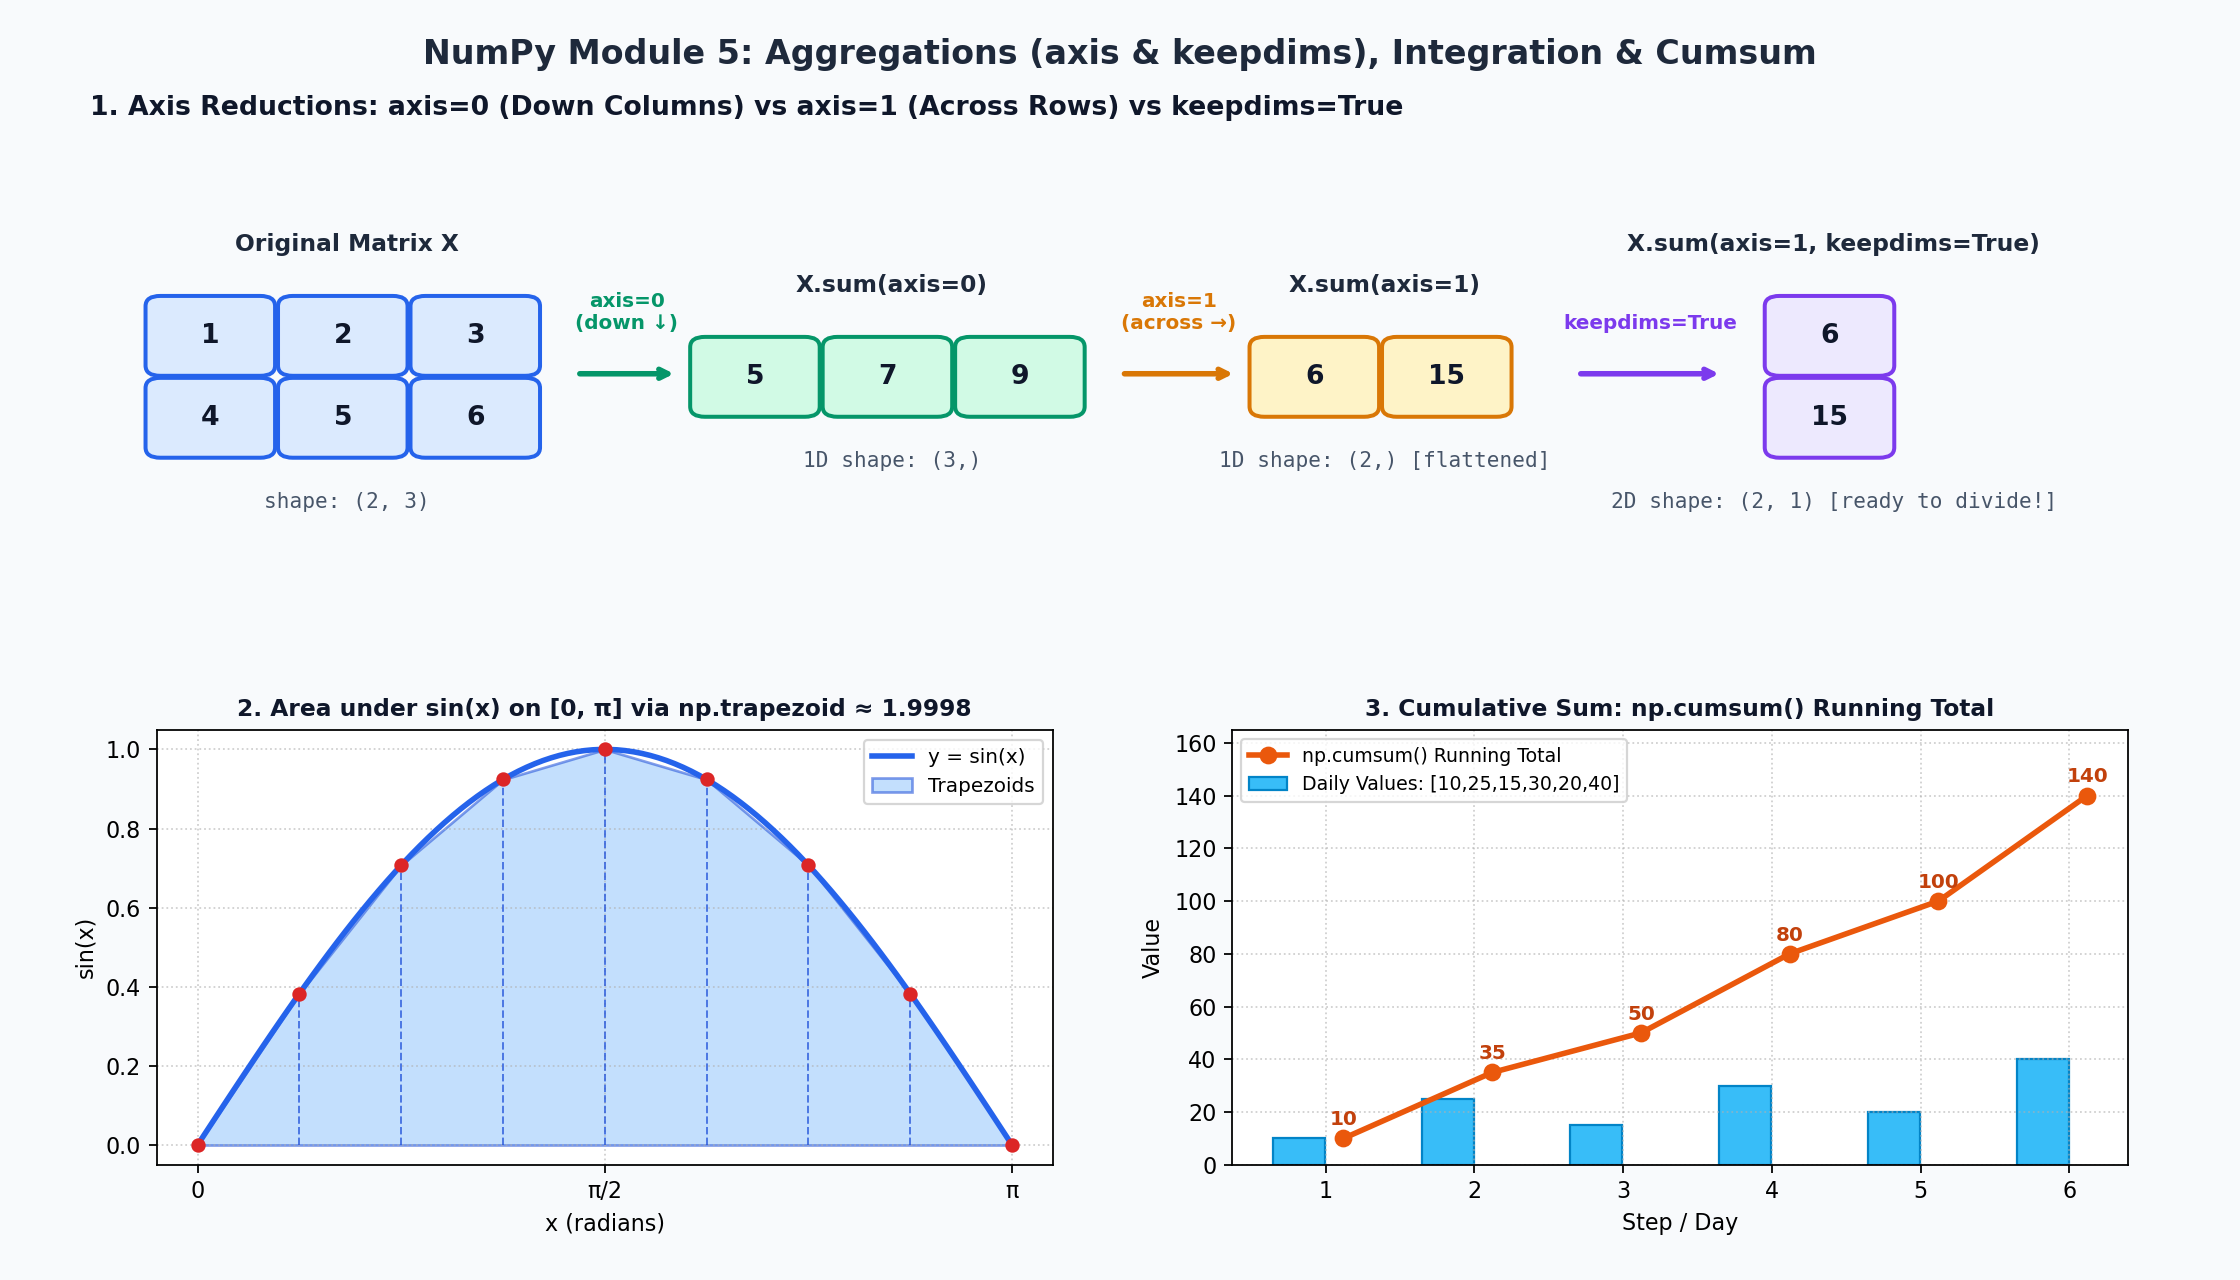 NumPy Module 5: Aggregations (axis & keepdims), Integration & Cumsum
1. Axis Reductions: axis=0 (Down Columns) vs axis=1 (Across Rows) vs keepdims=True
Original Matrix X
1 2 3
4 5 6
shape: (2, 3)
axis=0
(down ↓)
X.sum(axis=0)
5 7 9
1D shape: (3,)
axis=1
(across →)
X.sum(axis=1)
6 15
1D shape: (2,) [flattened]
keepdims=True
X.sum(axis=1, keepdims=True)
6
15
2D shape: (2, 1) [ready to divide!]
2. Area under sin(x) on [0, π] via np.trapezoid ≈ 1.9998
y = sin(x)
Trapezoids
sin(x)
1.0
0.8
0.6
0.4
0.2
0.0
0 π/2 π
x (radians)
3. Cumulative Sum: np.cumsum() Running Total
np.cumsum() Running Total
Daily Values: [10,25,15,30,20,40]
Value
160
140
120
100
80
60
40
20
0
10
35
50
80
100
140
1 2 3 4 5 6
Step / Day